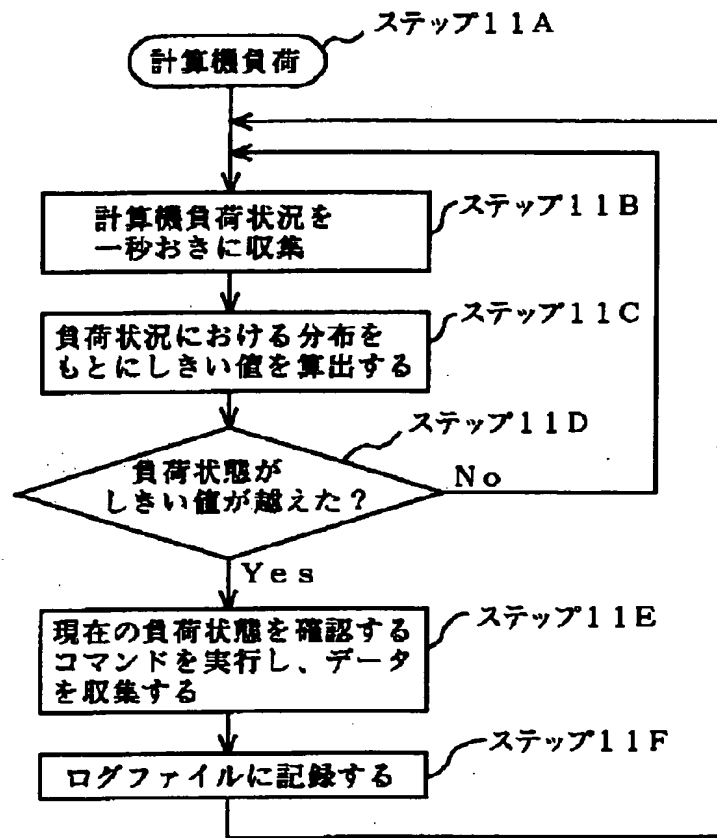 ステップ11A
計算機負荷
計算機負荷状況を
一秒おきに収集
ステップ11B
負荷状況における分布を
もとにしきい値を算出する
ステップ11C
ステップ11D
負荷状態が
しきい値が越えた？
No
Yes
現在の負荷状態を確認する
コマンドを実行し、データ
を収集する
ステップ11E
ステップ11F
ログファイルに記録する